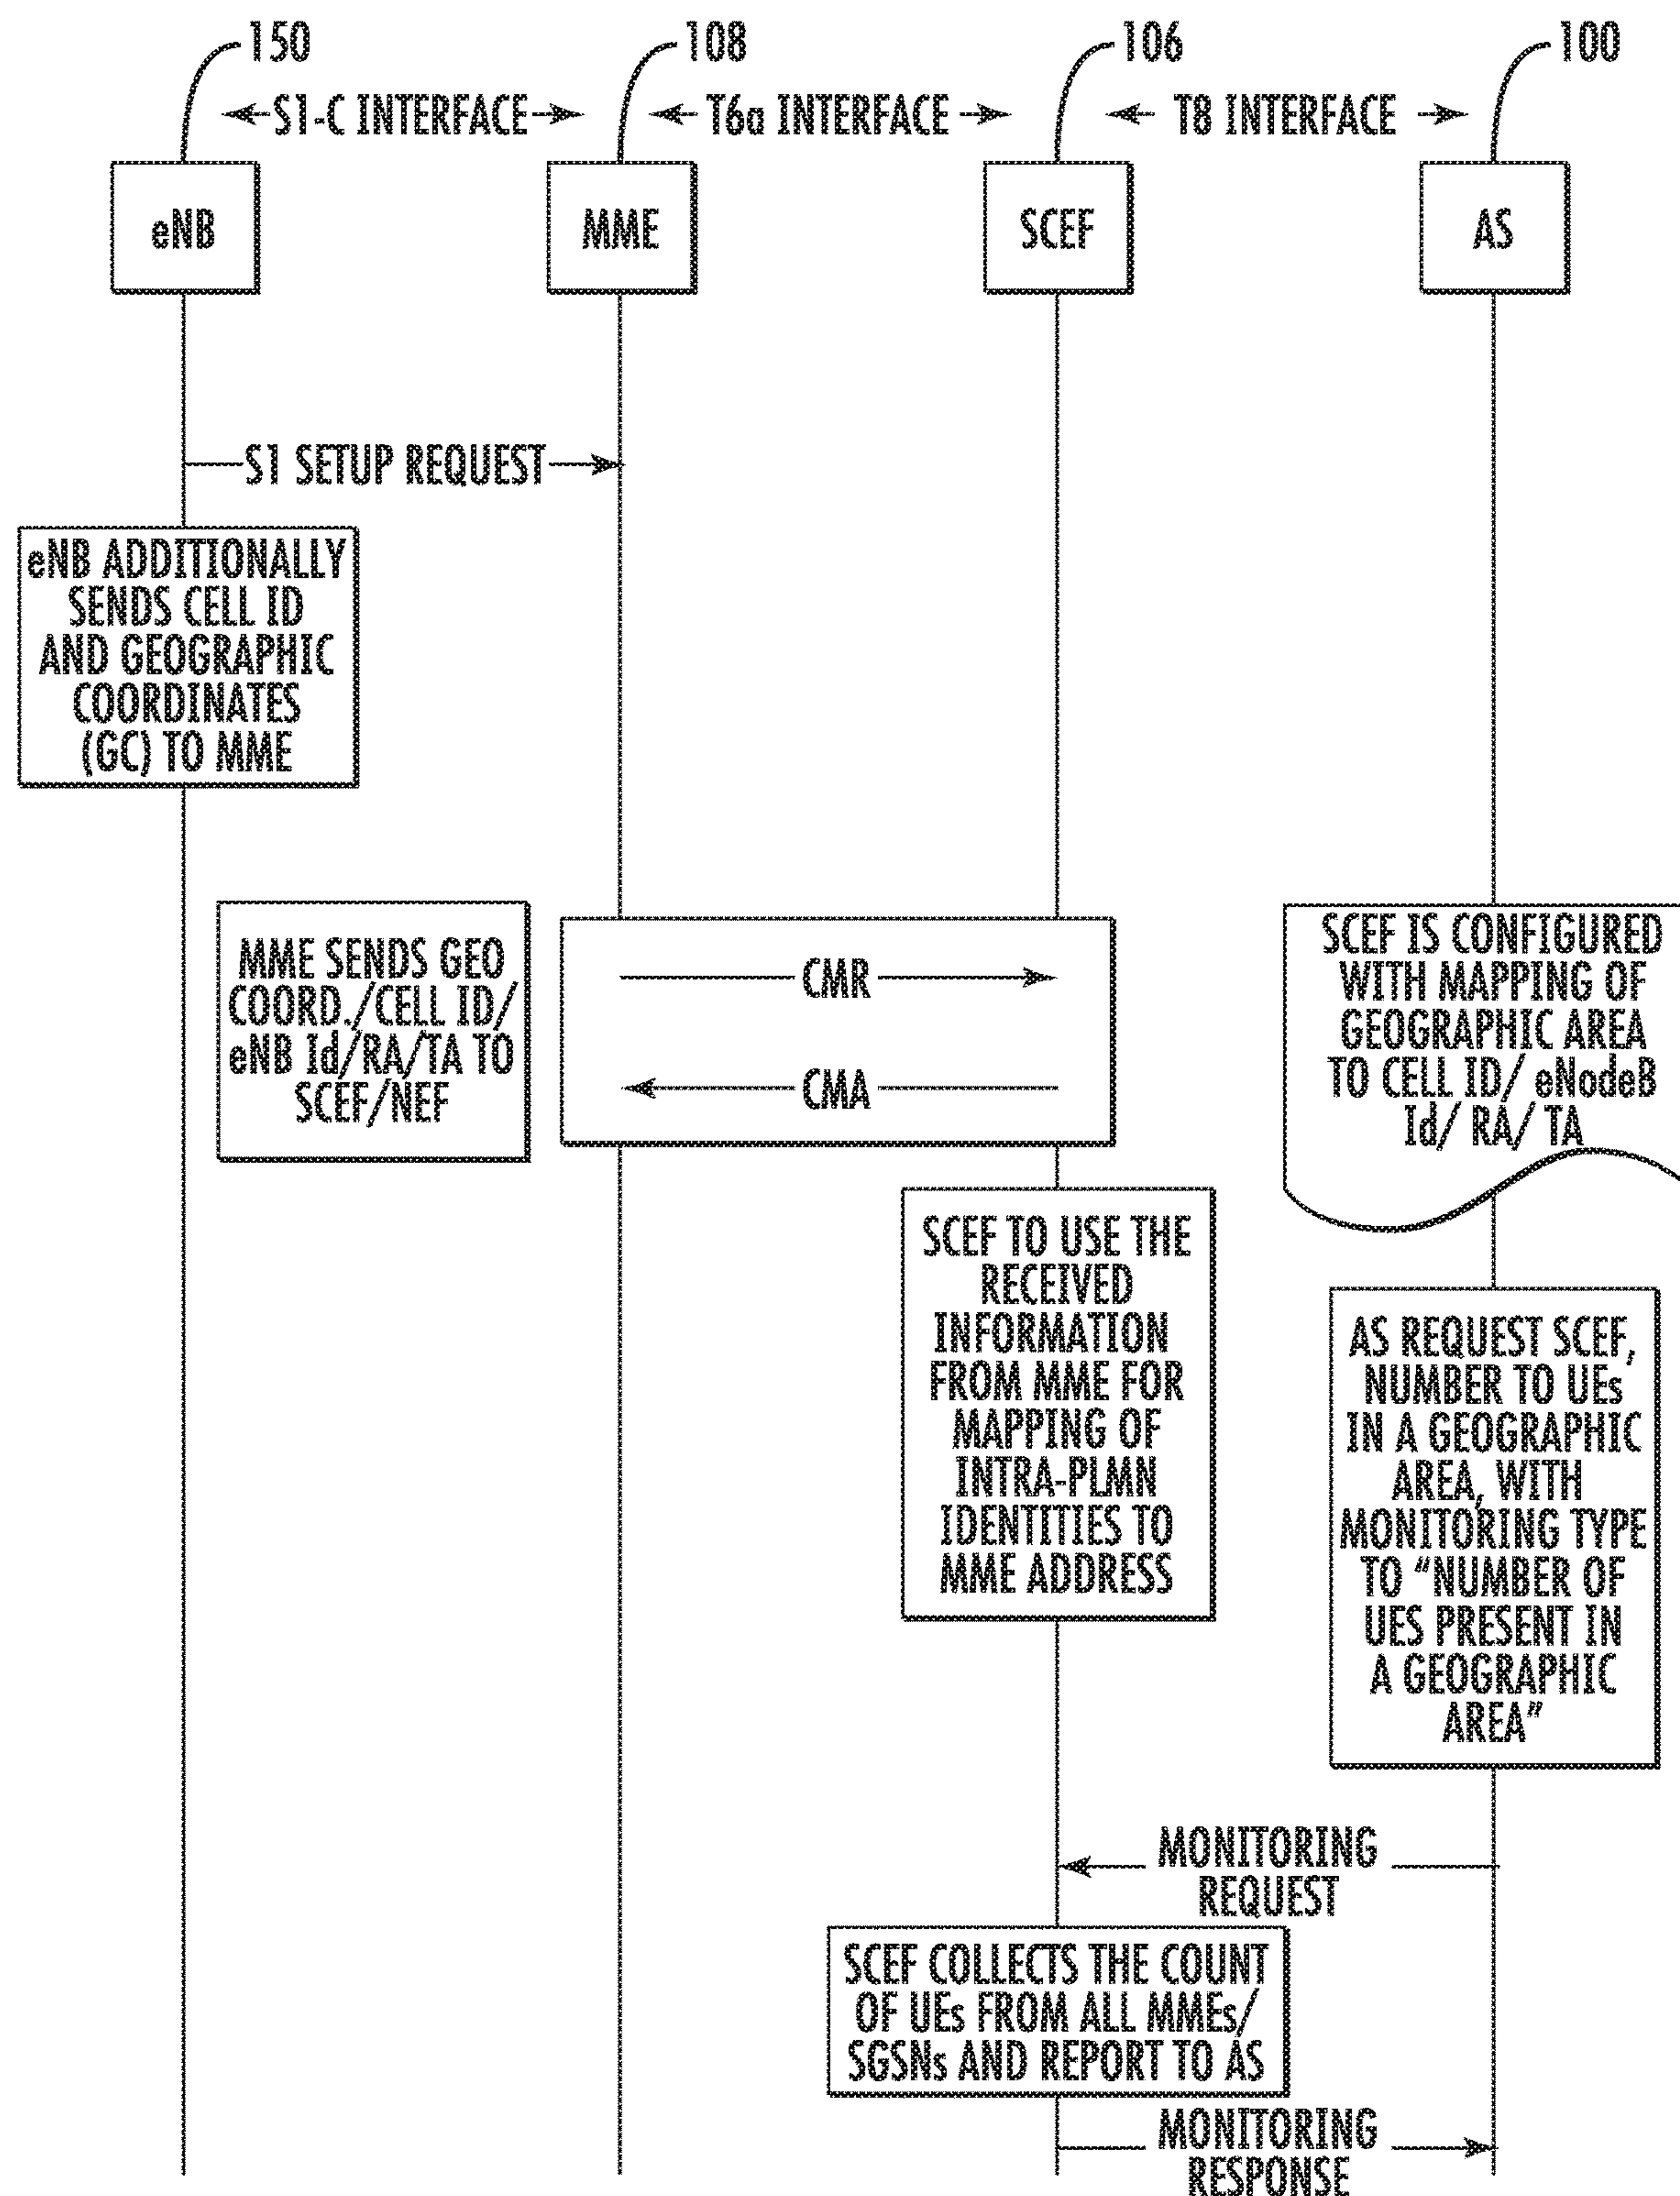 150
108
106
100
S1-C INTERFACE
T6a INTERFACE
T8 INTERFACE
eNB
MME
SCEF
AS
S1 SETUP REQUEST
eNB ADDITIONALLY
SENDS CELL ID
AND GEOGRAPHIC
COORDINATES
(GC) TO MME
MME SENDS GEO
COORD./CELL ID/
eNB Id/RA/TA TO
SCEF/NEF
CMR
CMA
SCEF IS CONFIGURED
WITH MAPPING OF
GEOGRAPHIC AREA
TO CELL ID/ eNodeB
Id/ RA/ TA
SCEF TO USE THE
RECEIVED
INFORMATION
FROM MME FOR
MAPPING OF
INTRA-PLMN
IDENTITIES TO
MME ADDRESS
AS REQUEST SCEF,
NUMBER TO UEs
IN A GEOGRAPHIC
AREA, WITH
MONITORING TYPE
TO “NUMBER OF
UES PRESENT IN
A GEOGRAPHIC
AREA”
MONITORING
REQUEST
SCEF COLLECTS THE COUNT
OF UEs FROM ALL MMEs/
SGSNs AND REPORT TO AS
MONITORING
RESPONSE